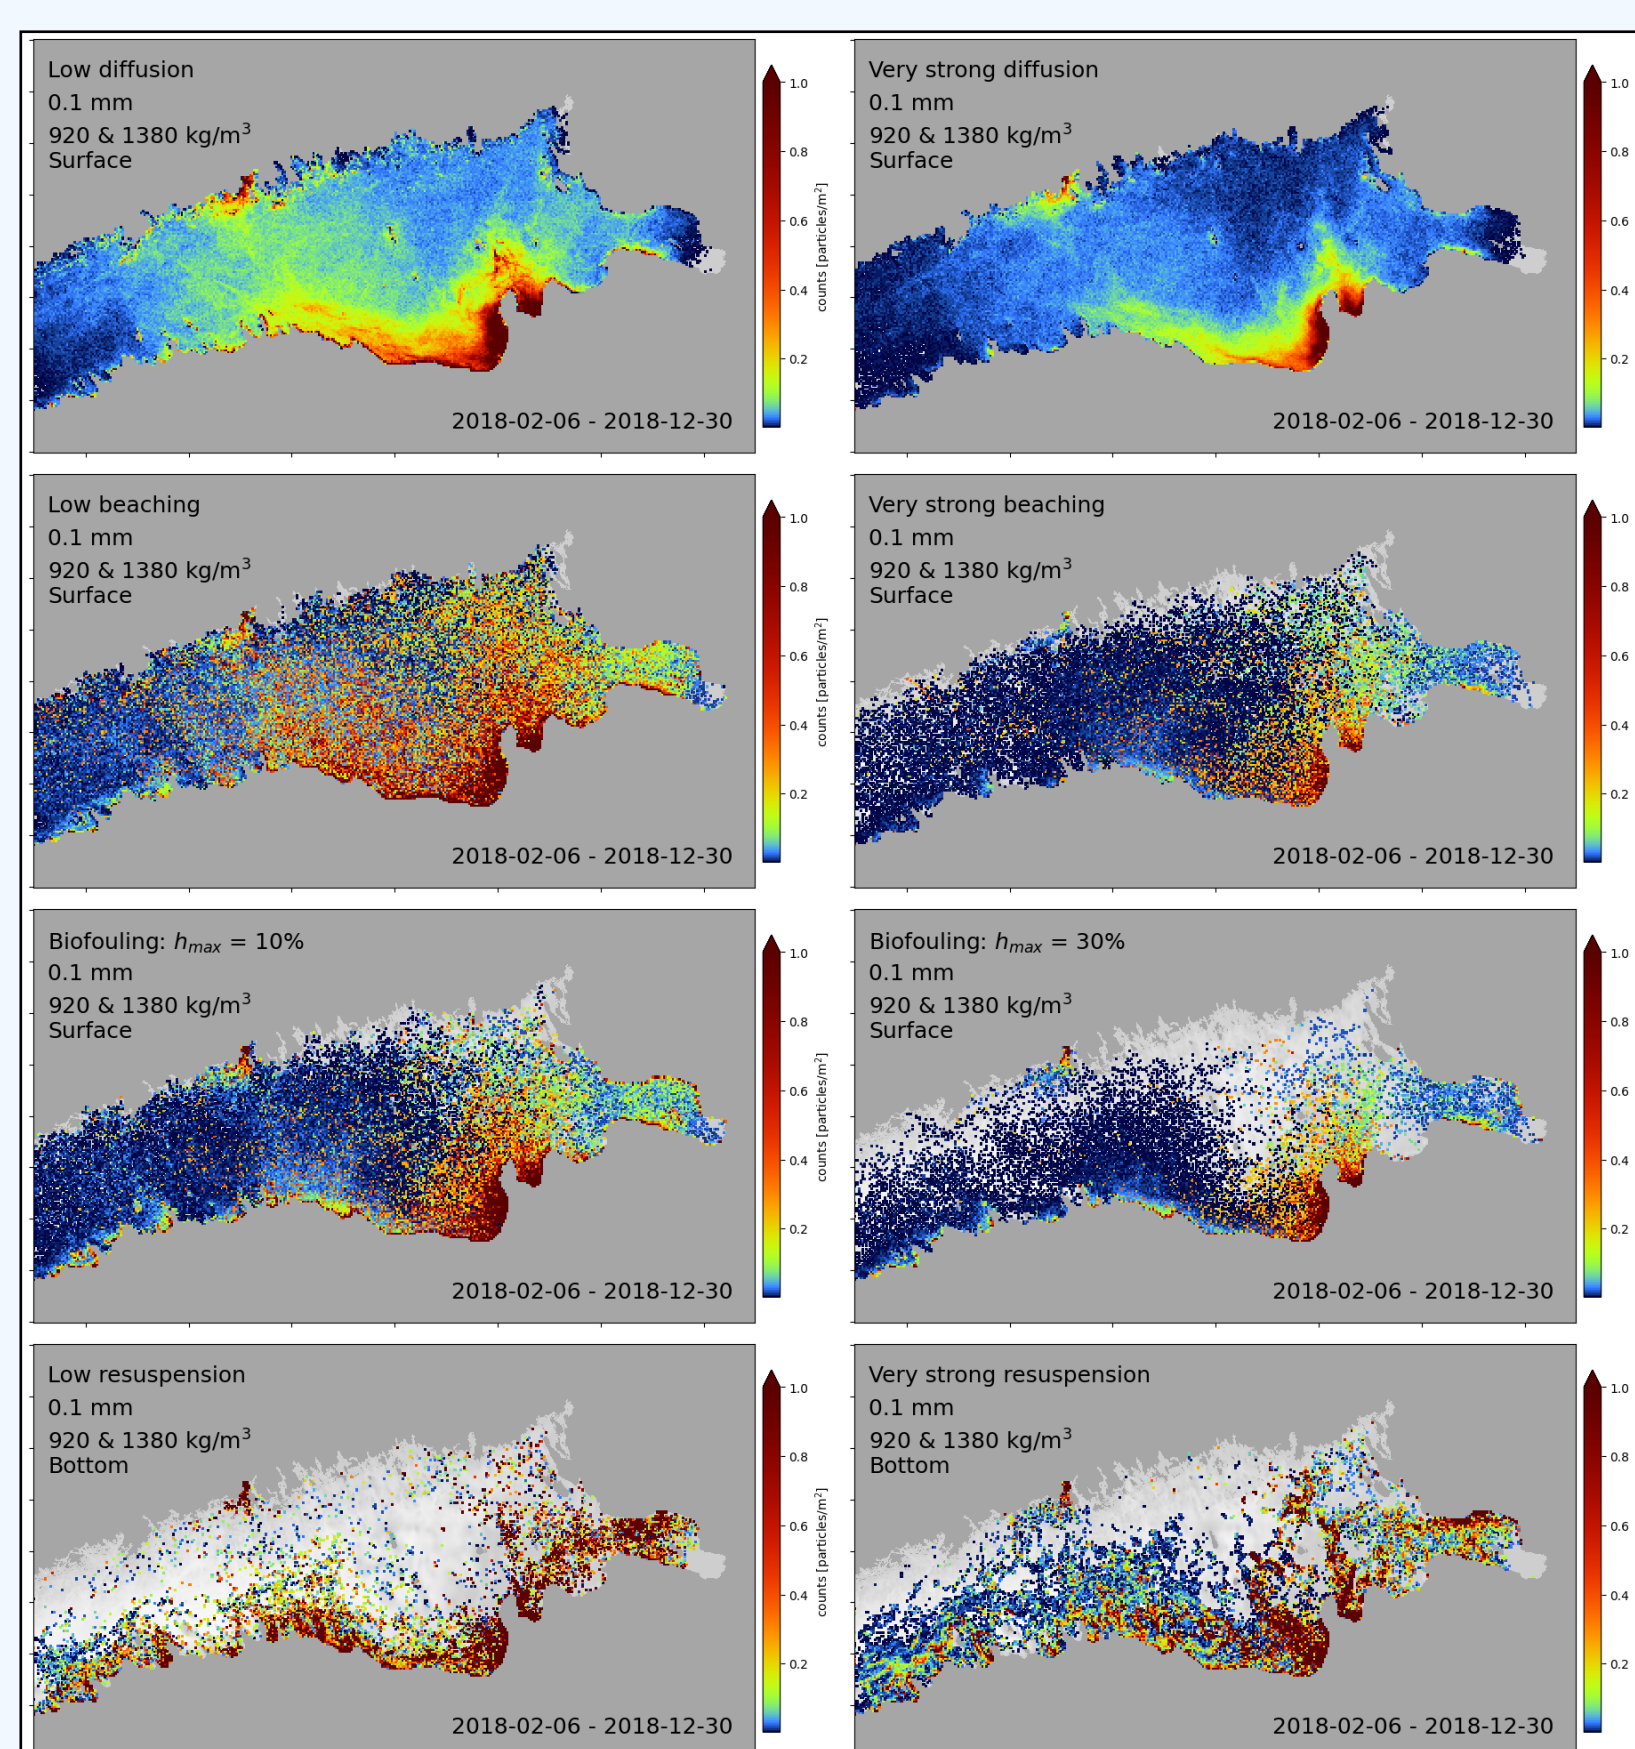 Low diffusion
0.1 mm
920 & 1380 kg/m³
Surface
2018-02-06 - 2018-12-30
1.0
0.8
0.6
0.4
0.2
counts [particles/m²]
Very strong diffusion
0.1 mm
920 & 1380 kg/m³
Surface
2018-02-06 - 2018-12-30
1.0
0.8
0.6
0.4
0.2
Low beaching
0.1 mm
920 & 1380 kg/m³
Surface
2018-02-06 - 2018-12-30
1.0
0.8
0.6
0.4
0.2
counts [particles/m²]
Very strong beaching
0.1 mm
920 & 1380 kg/m³
Surface
2018-02-06 - 2018-12-30
1.0
0.8
0.6
0.4
0.2
Biofouling: hmax = 10%
0.1 mm
920 & 1380 kg/m³
Surface
2018-02-06 - 2018-12-30
1.0
0.8
0.6
0.4
0.2
counts [particles/m²]
Biofouling: hmax = 30%
0.1 mm
920 & 1380 kg/m³
Surface
2018-02-06 - 2018-12-30
1.0
0.8
0.6
0.4
0.2
Low resuspension
0.1 mm
920 & 1380 kg/m³
Bottom
2018-02-06 - 2018-12-30
1.0
0.8
0.6
0.4
0.2
counts [particles/m²]
Very strong resuspension
0.1 mm
920 & 1380 kg/m³
Bottom
2018-02-06 - 2018-12-30
1.0
0.8
0.6
0.4
0.2